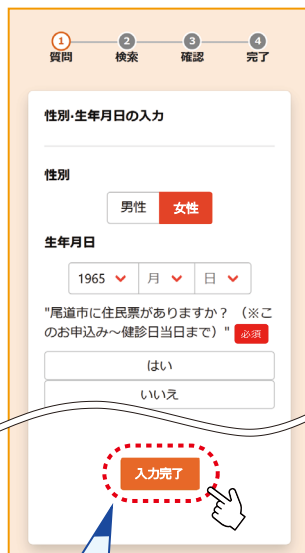 1 2 3 4
質問 検索 確認 完了
性別・生年月日の入力
性別
男性 女性
生年月日
1965 月 日
"尾道市に住民票がありますか？ （※こ
のお申込み～健診日当日まで）" 必須
はい
いいえ
入力完了